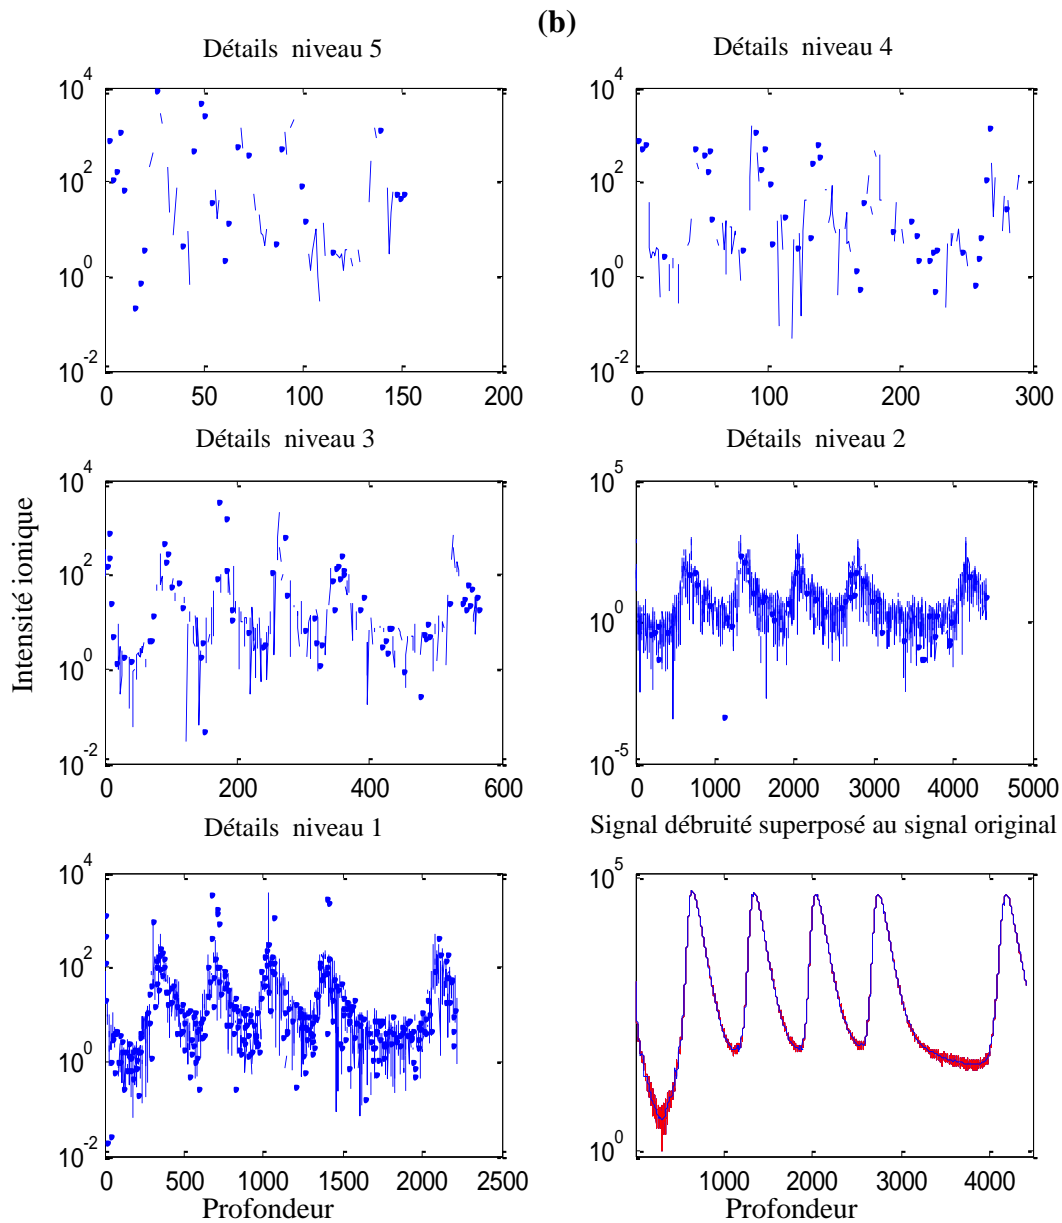 (b)
Détails niveau 5
Détails niveau 4
10^4
10^2
10^0
10^-2
0 50 100 150 200
10^4
10^2
10^0
10^-2
0 100 200 300
Détails niveau 3
Détails niveau 2
Intensité ionique
10^4
10^2
10^0
10^-2
0 200 400 600
10^5
10^0
10^-5
0 1000 2000 3000 4000 5000
Détails niveau 1
Signal débruité superposé au signal original
10^4
10^2
10^0
10^-2
0 500 1000 1500 2000 2500
Profondeur
10^5
10^0
1000 2000 3000 4000
Profondeur